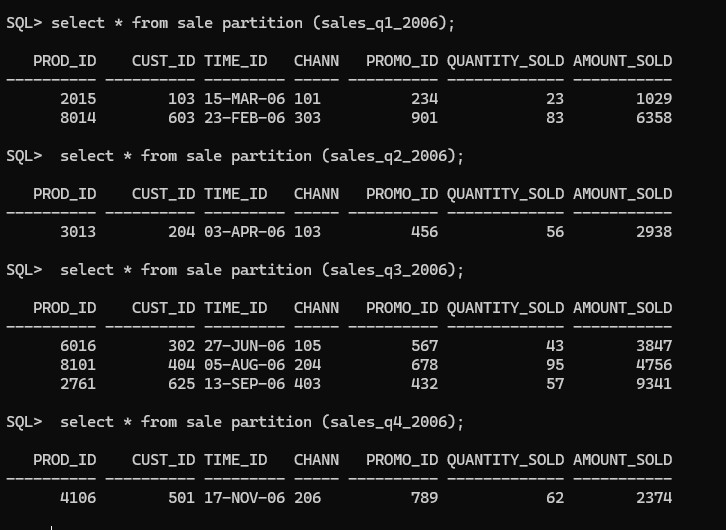 SQL> select * from sale partition (sales_q1_2006);
PROD_ID CUST_ID TIME_ID CHANN PROMO_ID QUANTITY_SOLD AMOUNT_SOLD
---------- ---------- --------- ----- ---------- ------------- -----------
2015 103 15-MAR-06 101 234 23 1029
8014 603 23-FEB-06 303 901 83 6358
SQL>  select * from sale partition (sales_q2_2006);
PROD_ID CUST_ID TIME_ID CHANN PROMO_ID QUANTITY_SOLD AMOUNT_SOLD
---------- ---------- --------- ----- ---------- ------------- -----------
3013 204 03-APR-06 103 456 56 2938
SQL>  select * from sale partition (sales_q3_2006);
PROD_ID CUST_ID TIME_ID CHANN PROMO_ID QUANTITY_SOLD AMOUNT_SOLD
---------- ---------- --------- ----- ---------- ------------- -----------
6016 302 27-JUN-06 105 567 43 3847
8101 404 05-AUG-06 204 678 95 4756
2761 625 13-SEP-06 403 432 57 9341
SQL>  select * from sale partition (sales_q4_2006);
PROD_ID CUST_ID TIME_ID CHANN PROMO_ID QUANTITY_SOLD AMOUNT_SOLD
---------- ---------- --------- ----- ---------- ------------- -----------
4106 501 17-NOV-06 206 789 62 2374